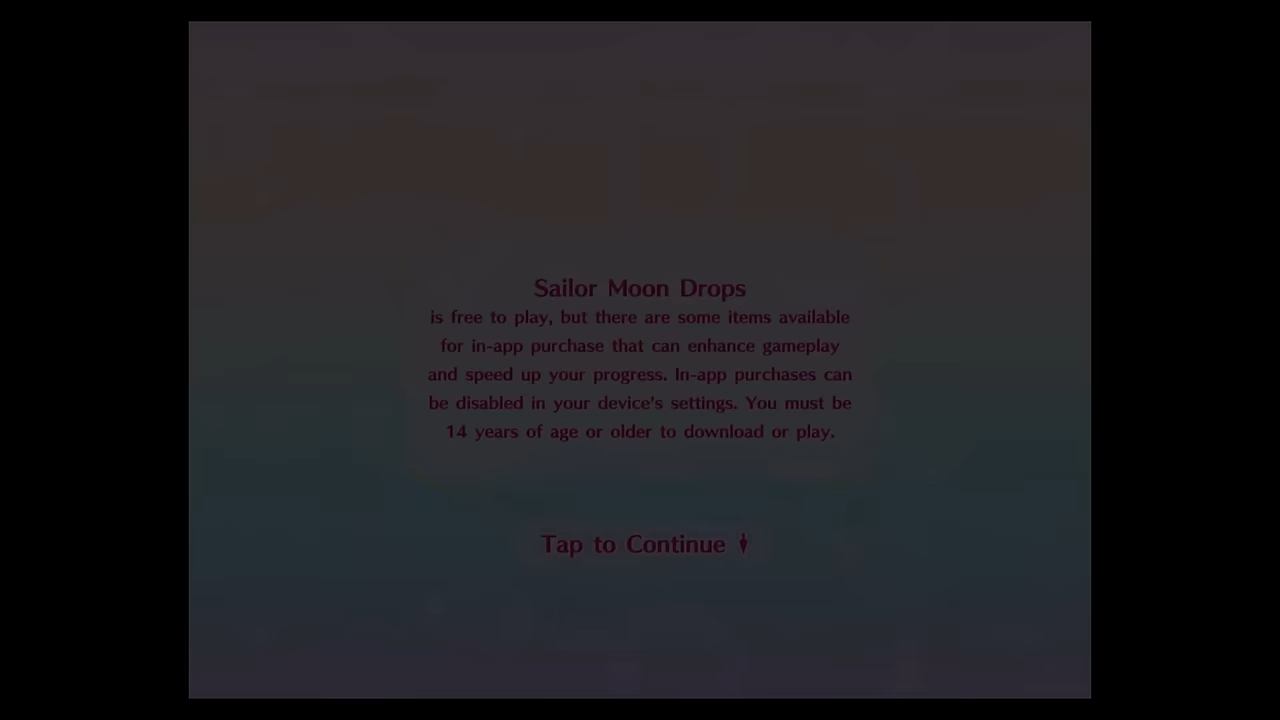 Sailor Moon Drops
is free to play, but there are some items available
for in-app purchase that can enhance gameplay
and speed up your progress. In-app purchases can
be disabled in your device's settings. You must be
14 years of age or older to download or play.
Tap to Continue